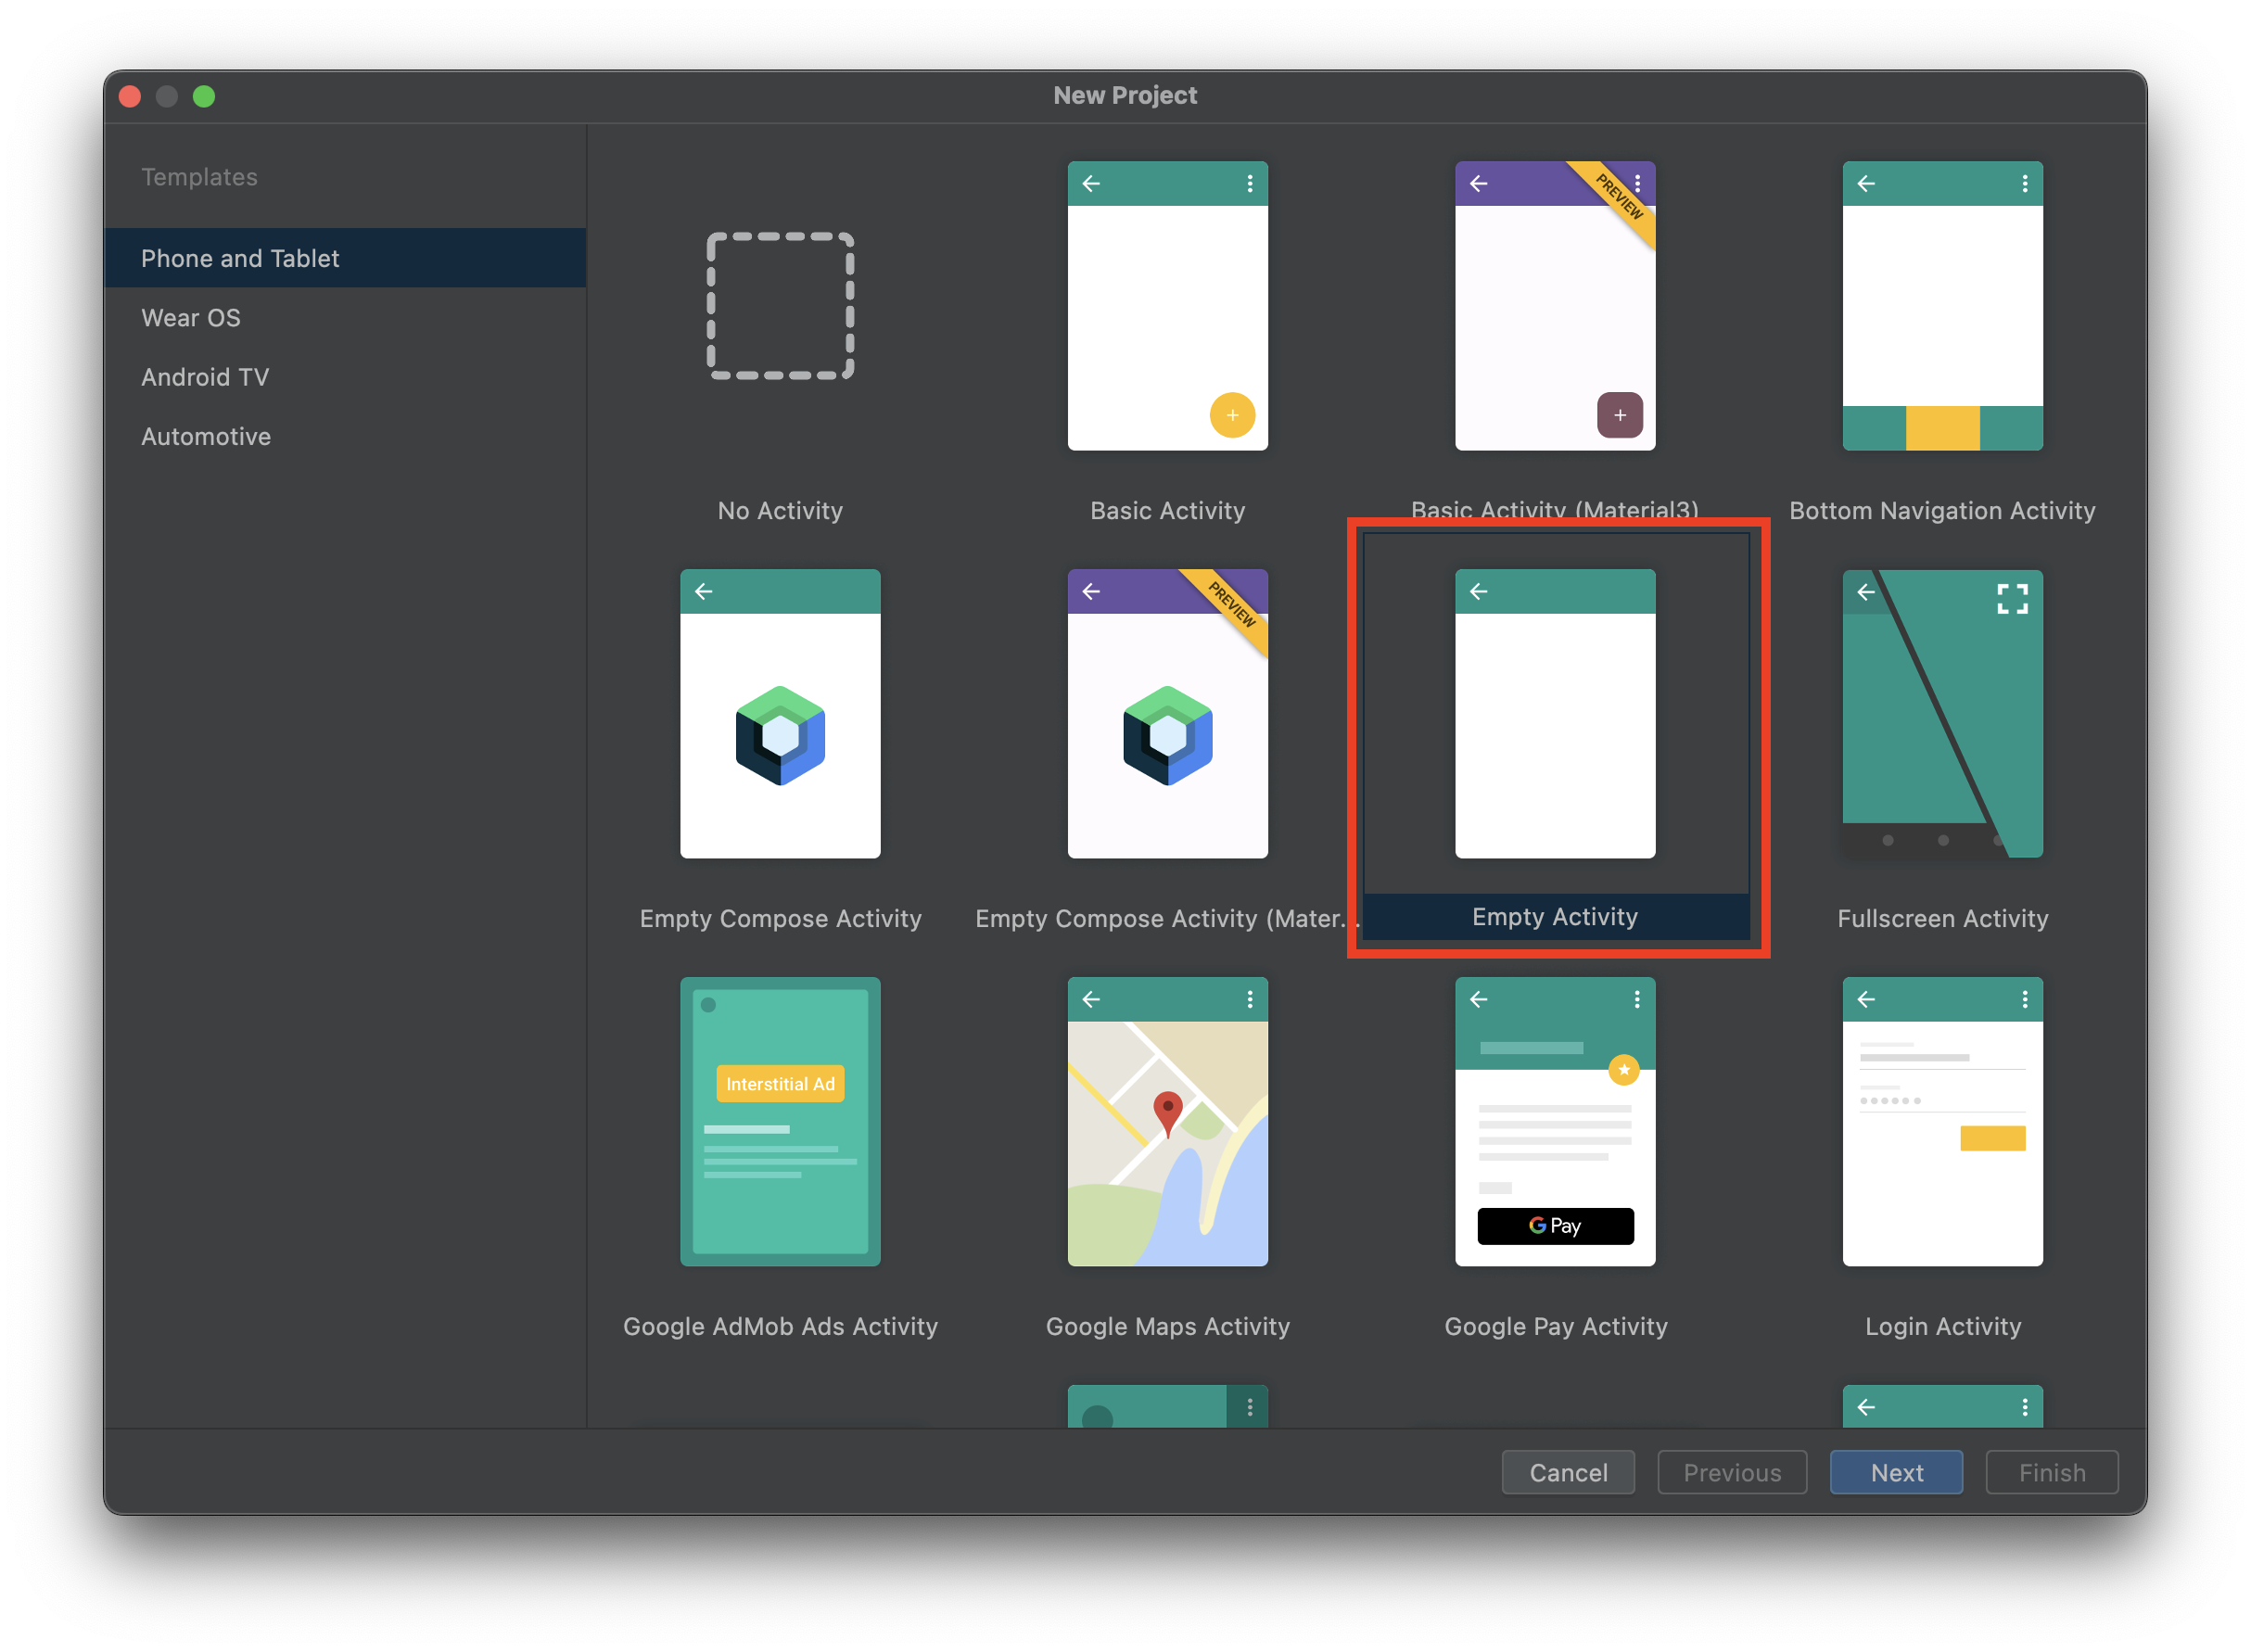 New Project
Templates
Phone and Tablet
Wear OS
Android TV
Automotive
PREVIEW
No Activity
Basic Activity
Basic Activity (Material3)
Bottom Navigation Activity
PREVIEW
Empty Compose Activity
Empty Compose Activity (Mater...
Empty Activity
Fullscreen Activity
Interstitial Ad
G Pay
Google AdMob Ads Activity
Google Maps Activity
Google Pay Activity
Login Activity
Cancel
Previous
Next
Finish